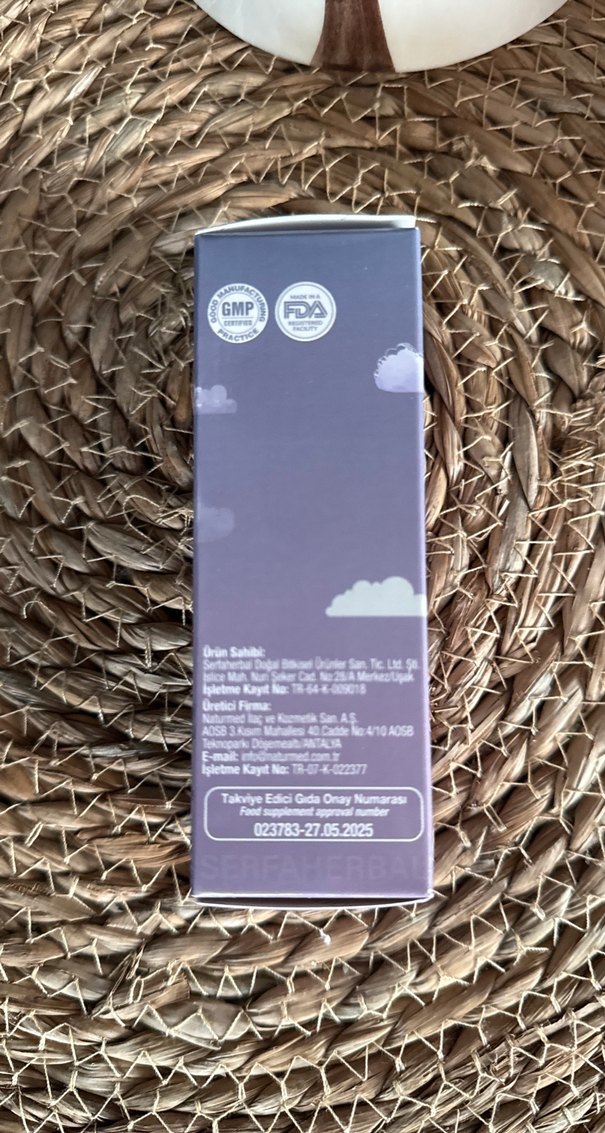 GOOD MANUFACTURING
GMP
CERTIFIED
PRACTICE
MADE IN A
FDA
REGISTERED
FACILITY
Ürün Sahibi:
Serfaherbal Doğal Bitkisel Ürünler San. Tic. Ltd. Şti.
İslice Mah. Nuri Şeker Cad. No:28/A Merkez/Uşak
İşletme Kayıt No: TR-64-K-009018
Üretici Firma:
Naturmed İlaç ve Kozmetik San. A.Ş.
AOSB 3.Kısım Mahallesi 40.Cadde No:4/10 AOSB
Teknoparkı Döşemealtı/ANTALYA
E-mail: info@naturmed.com.tr
İşletme Kayıt No: TR-07-K-022377
Takviye Edici Gıda Onay Numarası
Food supplement approval number
023783-27.05.2025
SERFAHERBAL